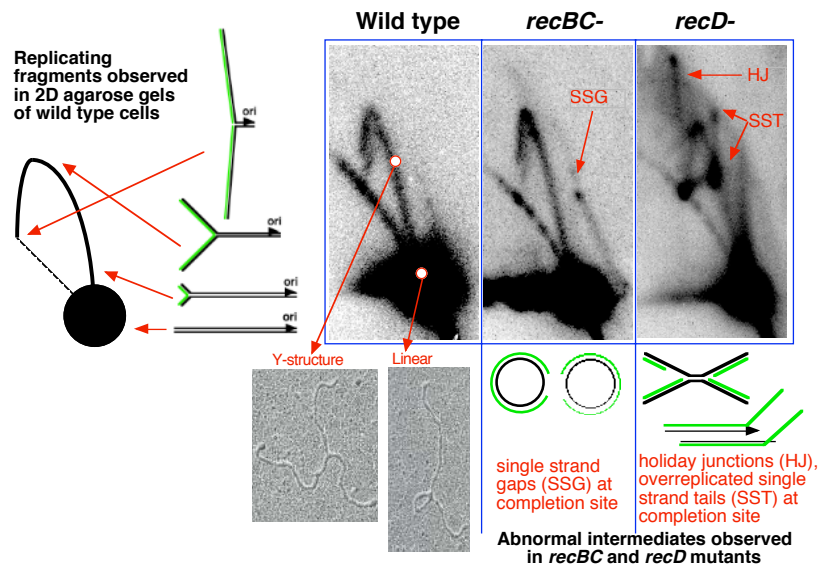 Wild type
recBC-
recD-
Replicating
fragments observed
in 2D agarose gels
of wild type cells
ori
ori
ori
ori
SSG
HJ
SST
Y-structure
Linear
single strand
gaps (SSG) at
completion site
holiday junctions (HJ),
overreplicated single
strand tails (SST) at
completion site
Abnormal intermediates observed
in recBC and recD mutants